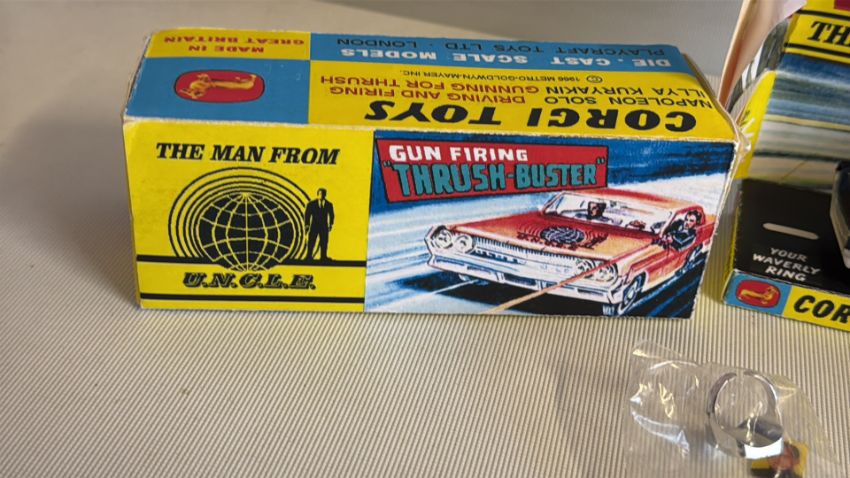 MADE IN
GREAT BRITAIN
DIE-CAST SCALE MODELS
PLAYCRAFT TOYS LTD · LONDON
© 1966 METRO-GOLDWYN-MAYER INC.
NAPOLEON SOLO DRIVING AND FIRING
ILLYA KURYAKIN GUNNING FOR THRUSH
CORGI TOYS
THE MAN FROM
U.N.C.L.E.
GUN FIRING
"THRUSH-BUSTER"
TH
YOUR
WAVERLY
RING
COR